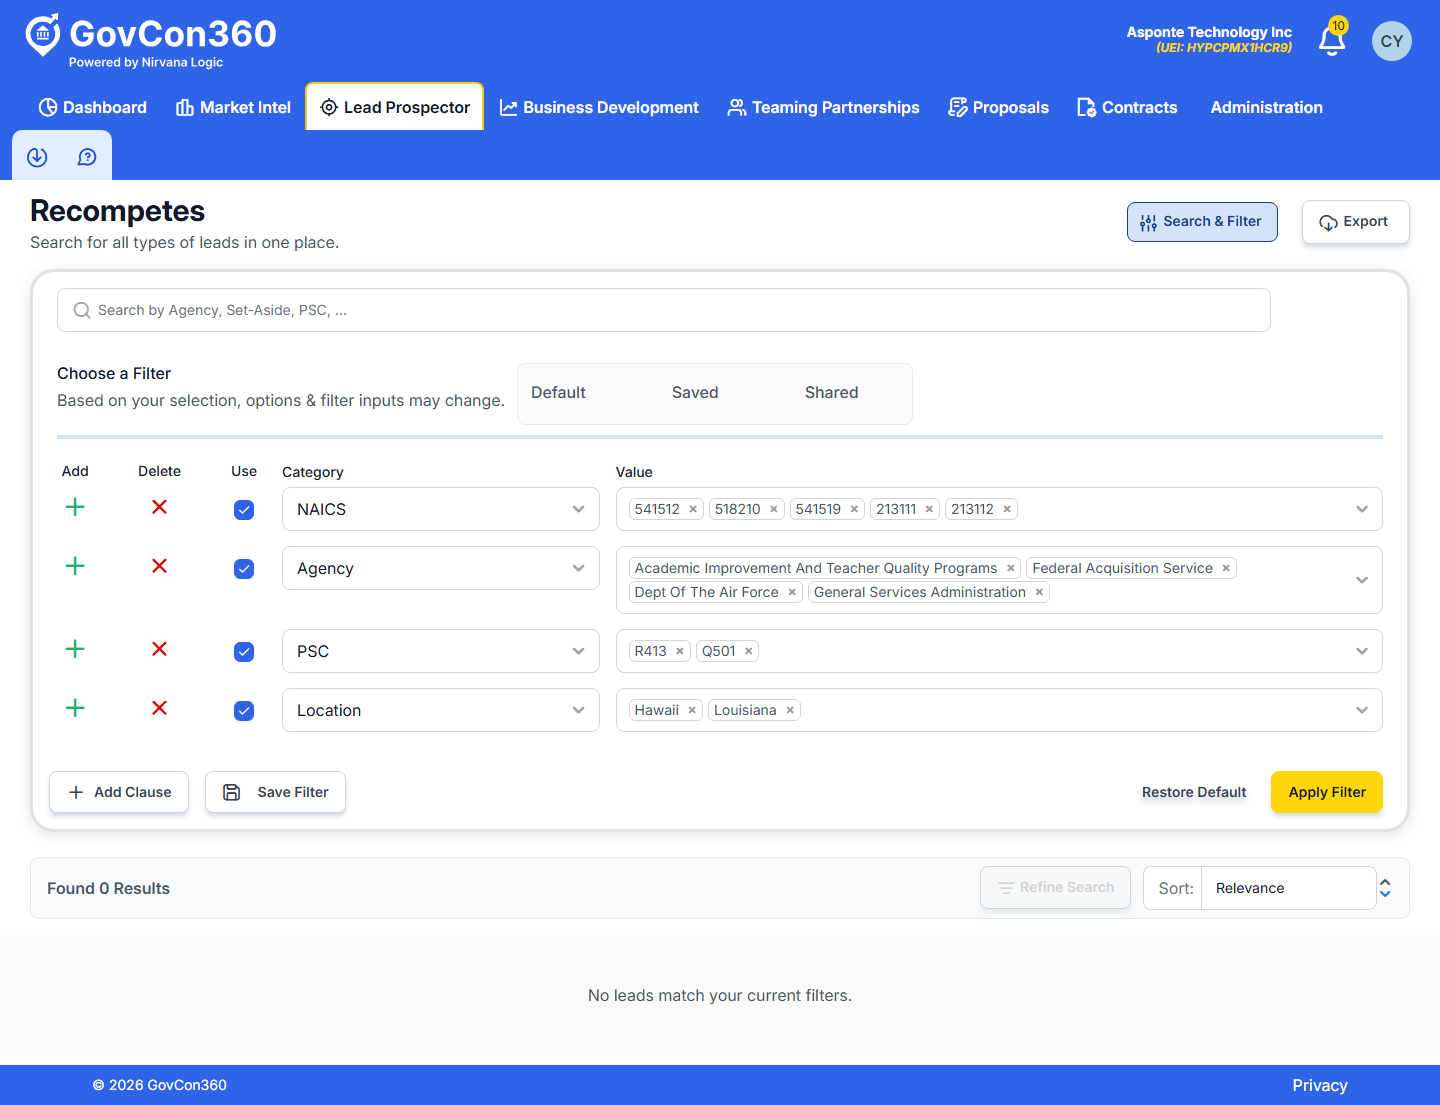 GovCon360
Powered by Nirvana Logic
Asponte Technology Inc
(UEI: HYPCPMX1HCR9)
10
CY
Dashboard
Market Intel
Lead Prospector
Business Development
Teaming Partnerships
Proposals
Contracts
Administration
Recompetes
Search for all types of leads in one place.
Search & Filter
Export
Search by Agency, Set-Aside, PSC, ...
Choose a Filter
Based on your selection, options & filter inputs may change.
Default
Saved
Shared
Add
Delete
Use
Category
Value
NAICS
541512 ×
518210 ×
541519 ×
213111 ×
213112 ×
Agency
Academic Improvement And Teacher Quality Programs ×
Federal Acquisition Service ×
Dept Of The Air Force ×
General Services Administration ×
PSC
R413 ×
Q501 ×
Location
Hawaii ×
Louisiana ×
Add Clause
Save Filter
Restore Default
Apply Filter
Found 0 Results
Refine Search
Sort:
Relevance
No leads match your current filters.
© 2026 GovCon360
Privacy